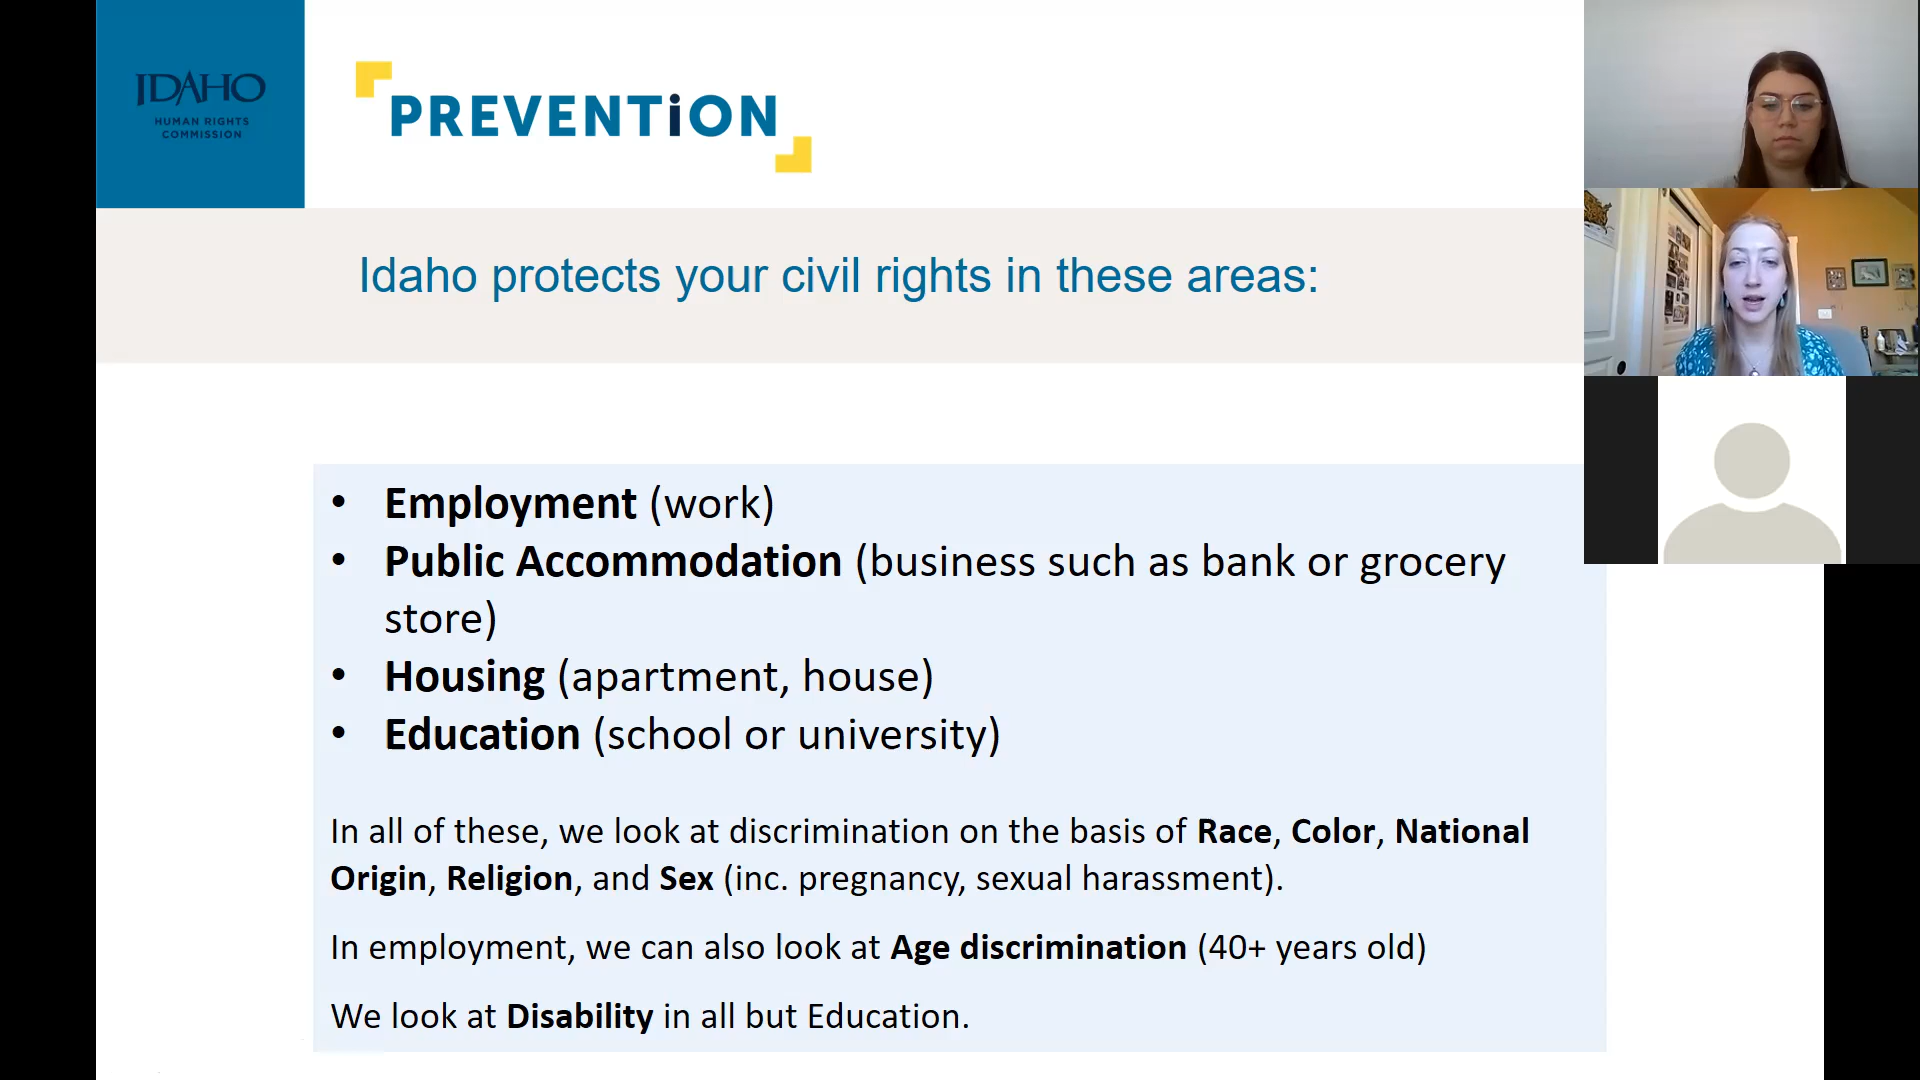 IDAHO
HUMAN RIGHTS
COMMISSION
PREVENTiON
Idaho protects your civil rights in these areas:
• Employment (work)
• Public Accommodation (business such as bank or grocery
store)
• Housing (apartment, house)
• Education (school or university)
In all of these, we look at discrimination on the basis of Race, Color, National
Origin, Religion, and Sex (inc. pregnancy, sexual harassment).
In employment, we can also look at Age discrimination (40+ years old)
We look at Disability in all but Education.